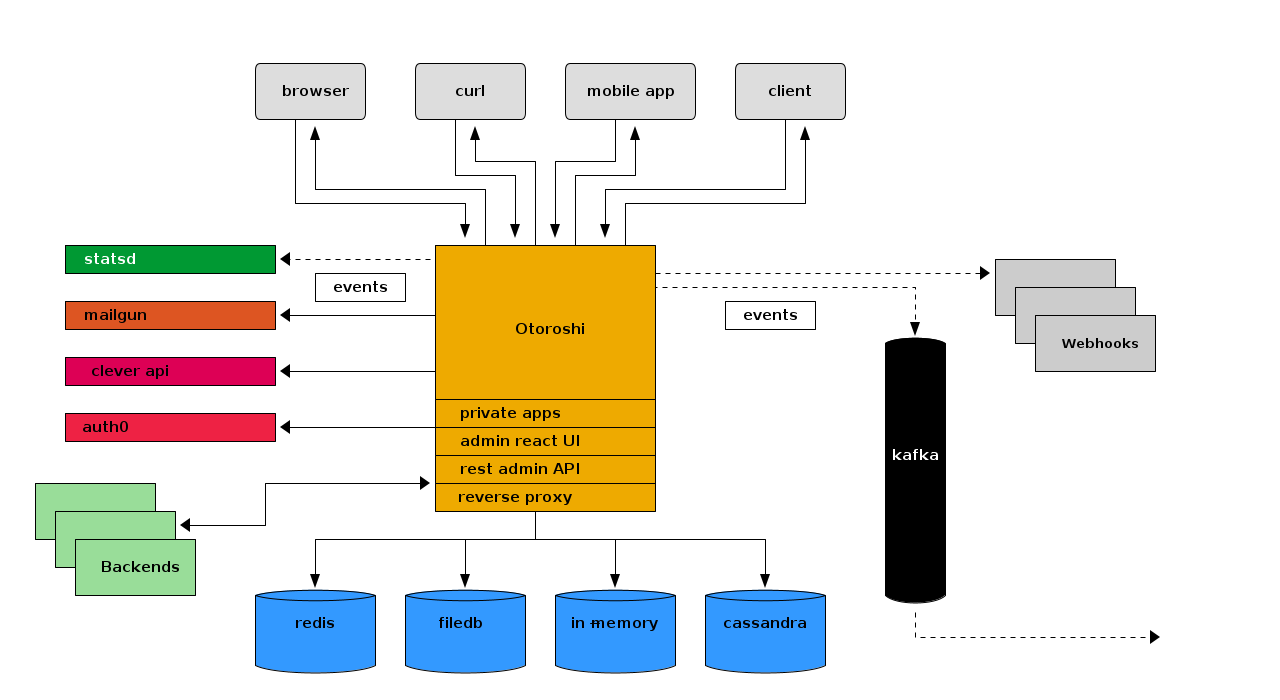 browser
curl
mobile app
client
statsd
events
mailgun
clever api
auth0
Otoroshi
private apps
admin react UI
rest admin API
reverse proxy
events
Webhooks
kafka
Backends
redis
filedb
in memory
cassandra